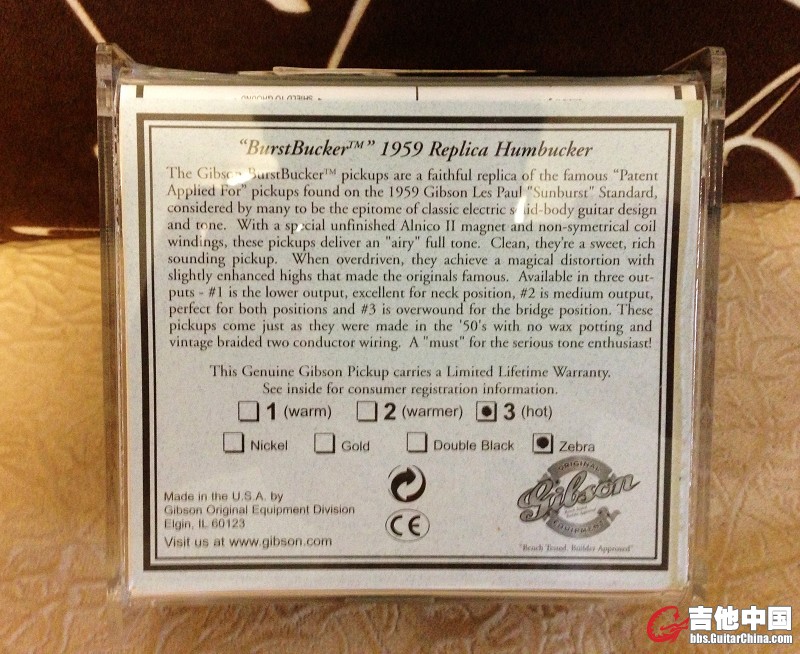 "BurstBucker™" 1959 Replica Humbucker
The Gibson BurstBucker™ pickups are a faithful replica of the famous "Patent
Applied For" pickups found on the 1959 Gibson Les Paul "Sunburst" Standard,
considered by many to be the epitome of classic electric solid-body guitar design
and tone. With a special unfinished Alnico II magnet and non-symetrical coil
windings, these pickups deliver an "airy" full tone. Clean, they're a sweet, rich
sounding pickup. When overdriven, they achieve a magical distortion with
slightly enhanced highs that made the originals famous. Available in three out-
puts - #1 is the lower output, excellent for neck position, #2 is medium output,
perfect for both positions and #3 is overwound for the bridge position. These
pickups come just as they were made in the '50's with no wax potting and
vintage braided two conductor wiring. A "must" for the serious tone enthusiast!
This Genuine Gibson Pickup carries a Limited Lifetime Warranty.
See inside for consumer registration information.
1 (warm) 2 (warmer) 3 (hot)
Nickel Gold Double Black Zebra
Made in the U.S.A. by
Gibson Original Equipment Division
Elgin, IL 60123
Visit us at www.gibson.com
CE
ORIGINAL
Gibson
EQUIPMENT
"Bench Tested, Builder Approved"
吉他中国
bbs.GuitarChina.com